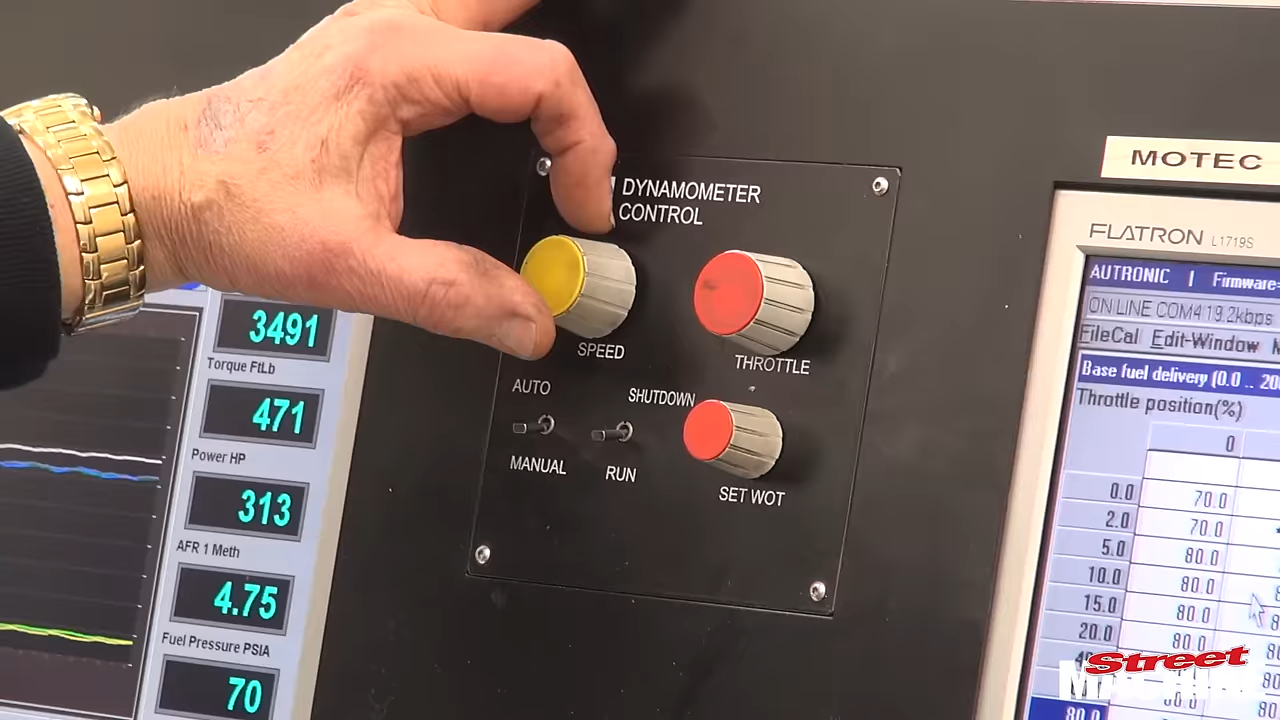 3491
Torque FtLb
471
Power HP
313
AFR 1 Meth
4.75
Fuel Pressure PSIA
70
DYNAMOMETER
CONTROL
SPEED
THROTTLE
AUTO
SHUTDOWN
MANUAL
RUN
SET WOT
MOTEC
FLATRON L1719S
AUTRONIC | Firmware=
ON LINE COM4 19,2kbps
FileCal Edit-Window
Base fuel delivery (0.0 .. 200
Throttle position(%)
0
0.0 70.0
2.0 70.0
5.0 80.0
10.0 80.0
15.0 80.0
20.0 80.0
80.0
Street